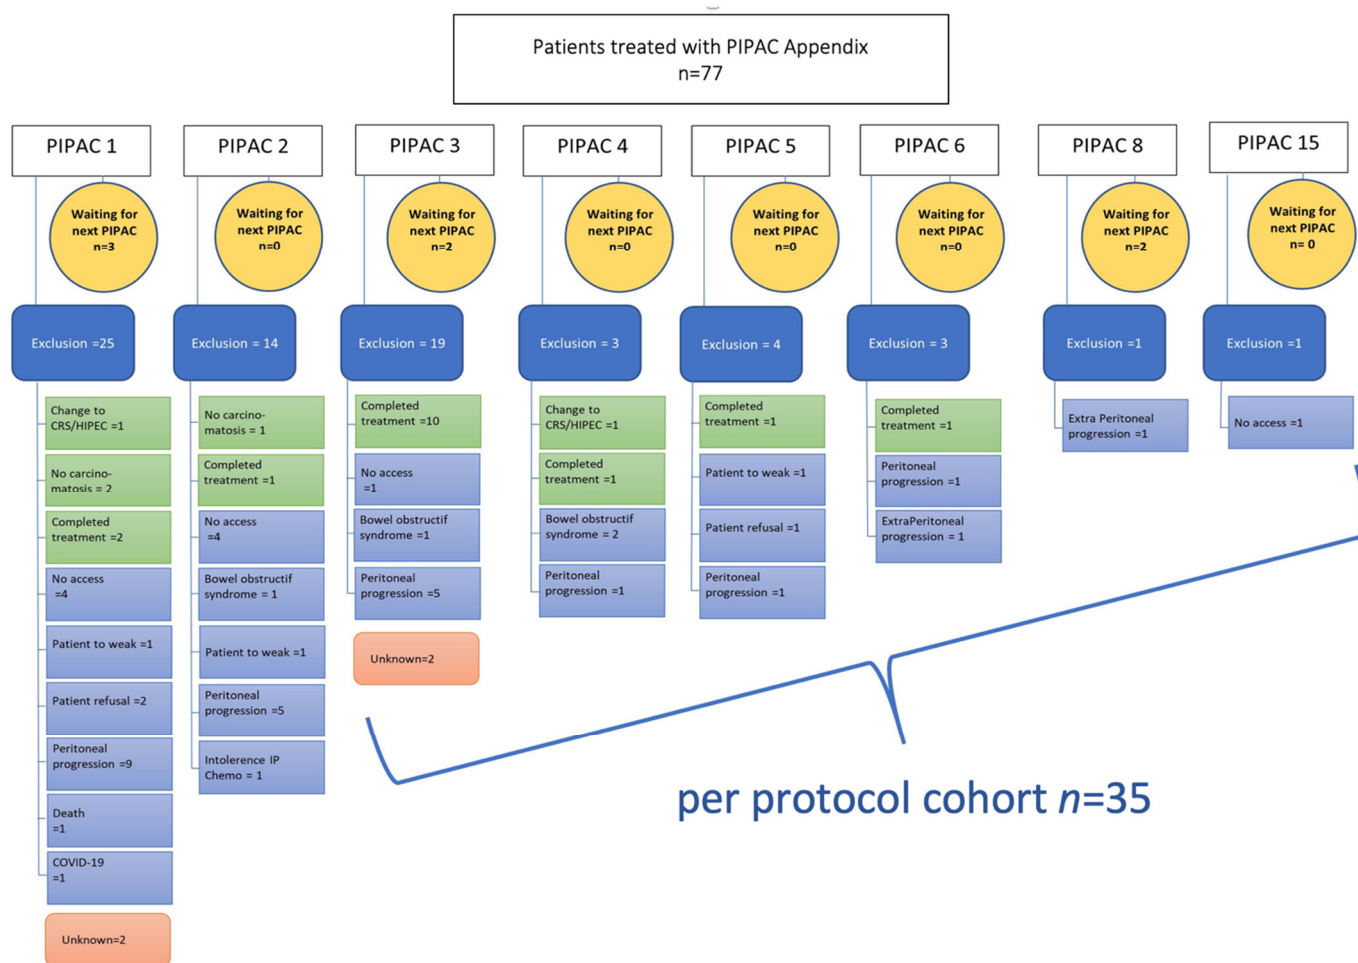 Patients treated with PIPAC Appendix
n=77
PIPAC 1
PIPAC 2
PIPAC 3
PIPAC 4
PIPAC 5
PIPAC 6
PIPAC 8
PIPAC 15
Waiting for
next PIPAC
n=3
Waiting for
next PIPAC
n=0
Waiting for
next PIPAC
n=2
Waiting for
next PIPAC
n=0
Waiting for
next PIPAC
n=0
Waiting for
next PIPAC
n=0
Waiting for
next PIPAC
n=2
Waiting for
next PIPAC
n= 0
Exclusion =25
Exclusion = 14
Exclusion = 19
Exclusion = 3
Exclusion = 4
Exclusion = 3
Exclusion =1
Exclusion =1
Change to
CRS/HIPEC =1
No carcino-
matosis = 2
Completed
treatment =2
No access
=4
Patient to weak =1
Patient refusal =2
Peritoneal
progression =9
Death
=1
COVID-19
=1
Unknown=2
No carcino-
matosis = 1
Completed
treatment =1
No access
=4
Bowel obstructif
syndrome = 1
Patient to weak =1
Peritoneal
progression =5
Intolerence IP
Chemo = 1
Completed
treatment =10
No access
=1
Bowel obstructif
syndrome =1
Peritoneal
progression =5
Unknown=2
Change to
CRS/HIPEC =1
Completed
treatment =1
Bowel obstructif
syndrome = 2
Peritoneal
progression =1
Completed
treatment =1
Patient to weak =1
Patient refusal =1
Peritoneal
progression =1
Completed
treatment =1
Peritoneal
progression =1
ExtraPeritoneal
progression = 1
Extra Peritoneal
progression =1
No access =1
per protocol cohort n=35